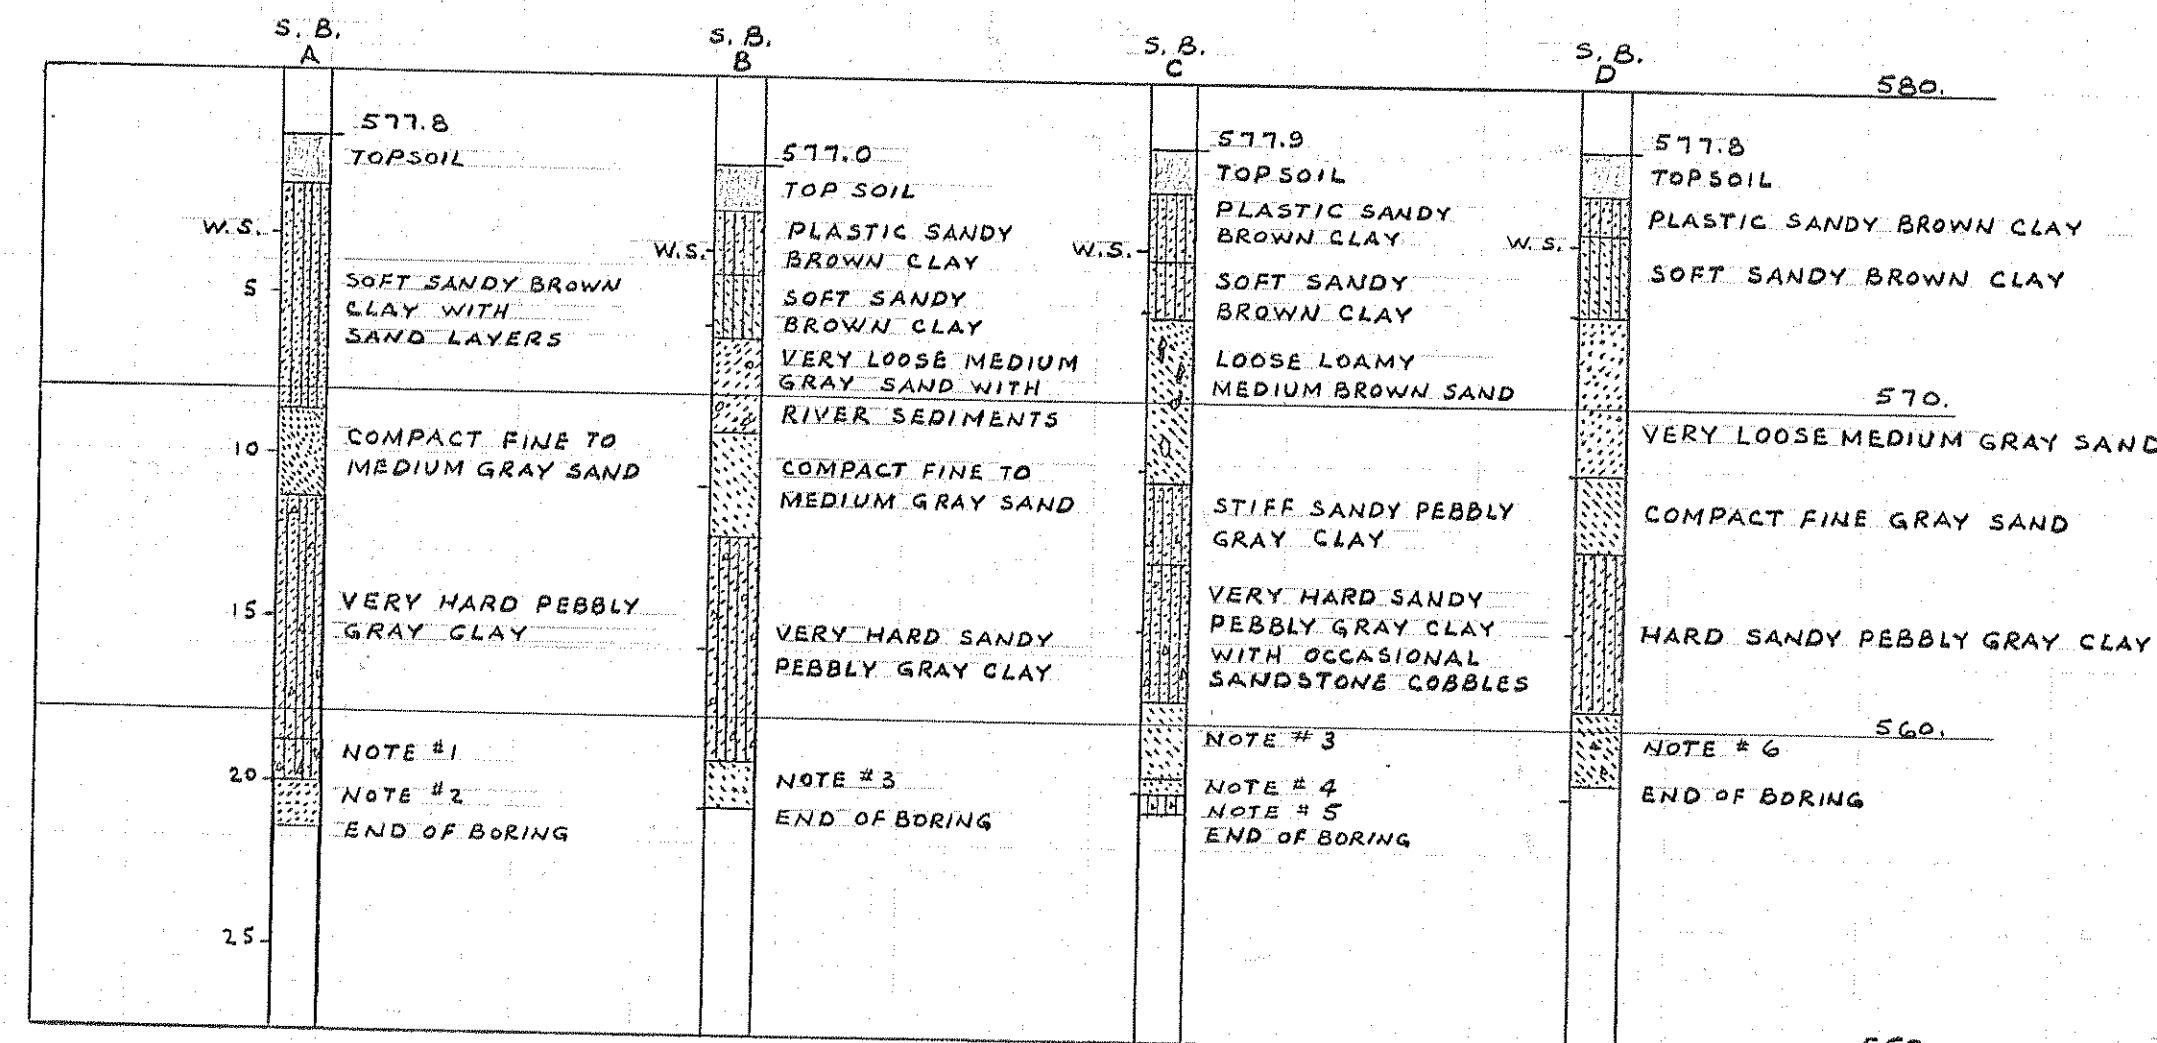 S. B.
A
577.8
TOPSOIL
W.S.
5
SOFT SANDY BROWN
CLAY WITH
SAND LAYERS
10
COMPACT FINE TO
MEDIUM GRAY SAND
15
VERY HARD PEBBLY
GRAY CLAY
NOTE #1
20
NOTE #2
END OF BORING
25
S. B.
B
577.0
TOP SOIL
W.S.
PLASTIC SANDY
BROWN CLAY
SOFT SANDY
BROWN CLAY
VERY LOOSE MEDIUM
GRAY SAND WITH
RIVER SEDIMENTS
COMPACT FINE TO
MEDIUM GRAY SAND
VERY HARD SANDY
PEBBLY GRAY CLAY
NOTE #3
END OF BORING
S. B.
C
577.9
TOPSOIL
PLASTIC SANDY
BROWN CLAY
W.S.
SOFT SANDY
BROWN CLAY
LOOSE LOAMY
MEDIUM BROWN SAND
STIFF SANDY PEBBLY
GRAY CLAY
VERY HARD SANDY
PEBBLY GRAY CLAY
WITH OCCASIONAL
SANDSTONE COBBLES
NOTE # 3
NOTE # 4
NOTE # 5
END OF BORING
S. B.
D
580.
577.8
TOPSOIL
PLASTIC SANDY BROWN CLAY
W.S.
SOFT SANDY BROWN CLAY
570.
VERY LOOSE MEDIUM GRAY SAND
COMPACT FINE GRAY SAND
HARD SANDY PEBBLY GRAY CLAY
560.
NOTE # 6
END OF BORING